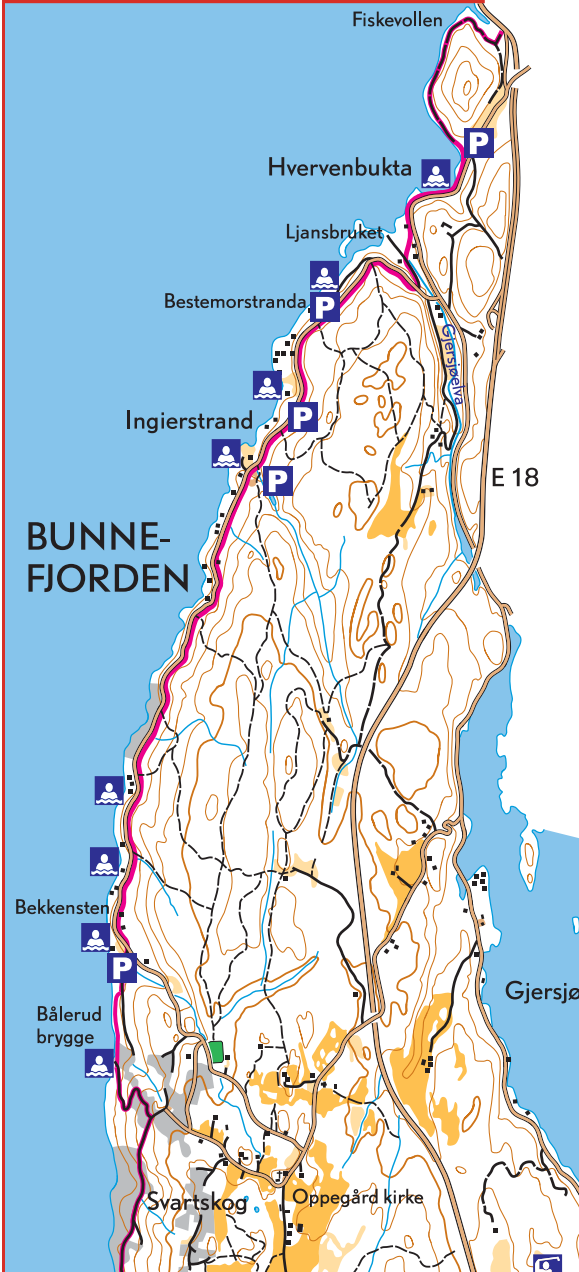 Fiskevollen
P
Hvervenbukta
Ljansbruket
Bestemorstranda
P
Gjersjøelva
Ingierstrand
P
P
E 18
BUNNE-
FJORDEN
Bekkensten
P
Gjersjø
Bålerud
brygge
Svartskog
Oppegård kirke